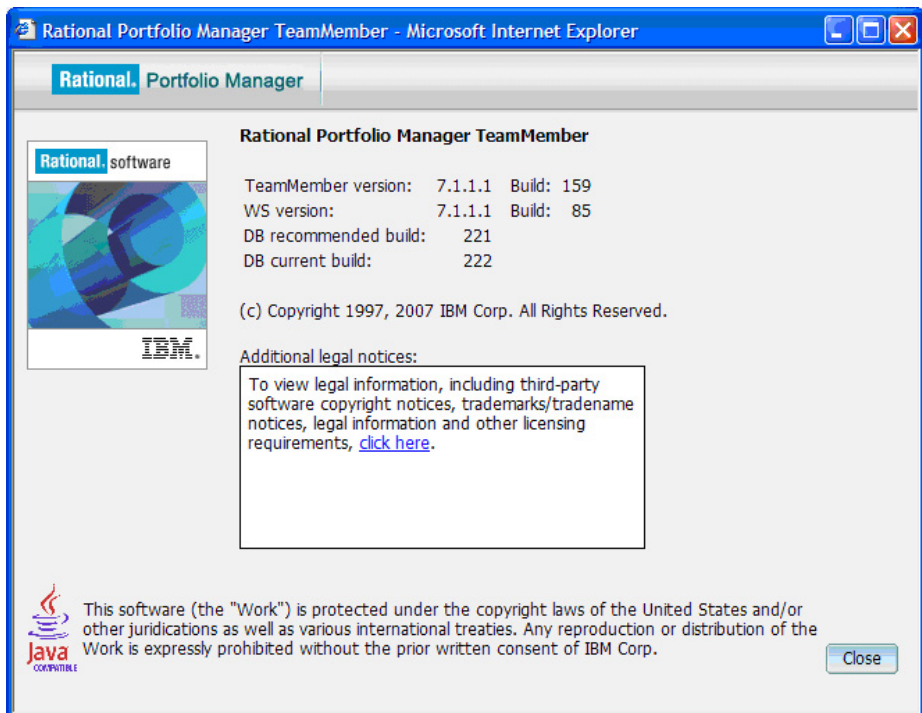 Rational Portfolio Manager TeamMember - Microsoft Internet Explorer
Rational. Portfolio Manager
Rational Portfolio Manager TeamMember
Rational. software
TeamMember version: 7.1.1.1 Build: 159
WS version: 7.1.1.1 Build: 85
DB recommended build: 221
DB current build: 222
(c) Copyright 1997, 2007 IBM Corp. All Rights Reserved.
IBM.
Additional legal notices:
To view legal information, including third-party
software copyright notices, trademarks/tradename
notices, legal information and other licensing
requirements, click here.
This software (the "Work") is protected under the copyright laws of the United States and/or
other juridications as well as various international treaties. Any reproduction or distribution of the
Work is expressly prohibited without the prior written consent of IBM Corp.
Java
COMPATIBLE
Close